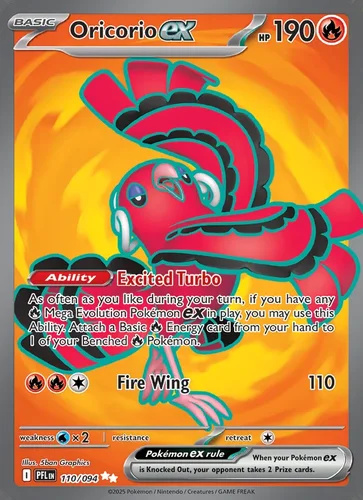 BASIC Oricorio ex HP 190
Ability Excited Turbo
As often as you like during your turn, if you have any
Mega Evolution Pokémon ex in play, you may use this
Ability. Attach a Basic Energy card from your hand to
1 of your Benched Pokémon.
Fire Wing 110
weakness ×2 resistance retreat
Illus. 5ban Graphics
Pokémon ex rule When your Pokémon ex
is Knocked Out, your opponent takes 2 Prize cards.
I PFL EN 110/094
©2025 Pokémon / Nintendo / Creatures / GAME FREAK